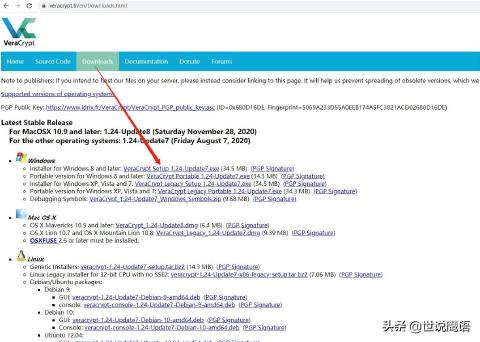 veracrypt.fr/en/Downloads.html
VeraCrypt
Home Source Code Downloads Documentation Donate Forums
Note to publishers: If you intend to host our files on your server, please instead consider linking to this page. It will help us prevent spreading of obsolete versions, which we
Supported versions of operating systems
PGP Public Key: https://www.idrix.fr/VeraCrypt/VeraCrypt_PGP_public_key.asc (ID=0x680D16DE, Fingerprint=5069A233D55A0EEB174A5FC3821ACD02680D16DE)
Latest Stable Release
For MacOSX 10.9 and later: 1.24-Update8 (Saturday November 28, 2020)
For the other operating systems: 1.24-Update7 (Friday August 7, 2020)
Windows
Installer for Windows 8 and later: VeraCrypt Setup 1.24-Update7.exe (34.5 MB) (PGP Signature)
Portable version for Windows 8 and later: VeraCrypt Portable 1.24-Update7.exe (34.3 MB) (PGP Signature)
Installer for Windows XP, Vista and 7: VeraCrypt Legacy Setup 1.24-Update7.exe (34.5 MB) (PGP Signature)
Portable version for Windows XP, Vista and 7: VeraCrypt Legacy Portable 1.24-Update7.exe (34.3 MB) (PGP Signature)
Debugging Symbols: VeraCrypt_1.24-Update7_Windows_Symbols.zip (9.68 MB) (PGP Signature)
Mac OS X
OS X Mavericks 10.9 and later: VeraCrypt_1.24-Update8.dmg (6.4 MB) (PGP Signature)
OS X Lion 10.7 and OS X Mountain Lion 10.8: VeraCrypt_Legacy_1.24-Update7.dmg (9.39 MB) (PGP Signature)
OSXFUSE 2.6 or later must be installed.
Linux
Generic Installers: veracrypt-1.24-Update7-setup.tar.bz2 (14.3 MB) (PGP Signature)
Linux Legacy installer for 32-bit CPU with no SSE2: veracrypt-1.24-Update7-x86-legacy-setup.tar.bz2 (7.06 MB) (PGP Signature)
Debian/Ubuntu packages:
Debian 9:
GUI: veracrypt-1.24-Update7-Debian-9-amd64.deb (PGP Signature)
console: veracrypt-console-1.24-Update7-Debian-9-amd64.deb (PGP Signature)
Debian 10:
GUI: veracrypt-1.24-Update7-Debian-10-amd64.deb (PGP Signature)
Console: veracrypt-console-1.24-Update7-Debian-10-amd64.deb (PGP Signature)
Ubuntu 12.04:
头条 @世说隐语